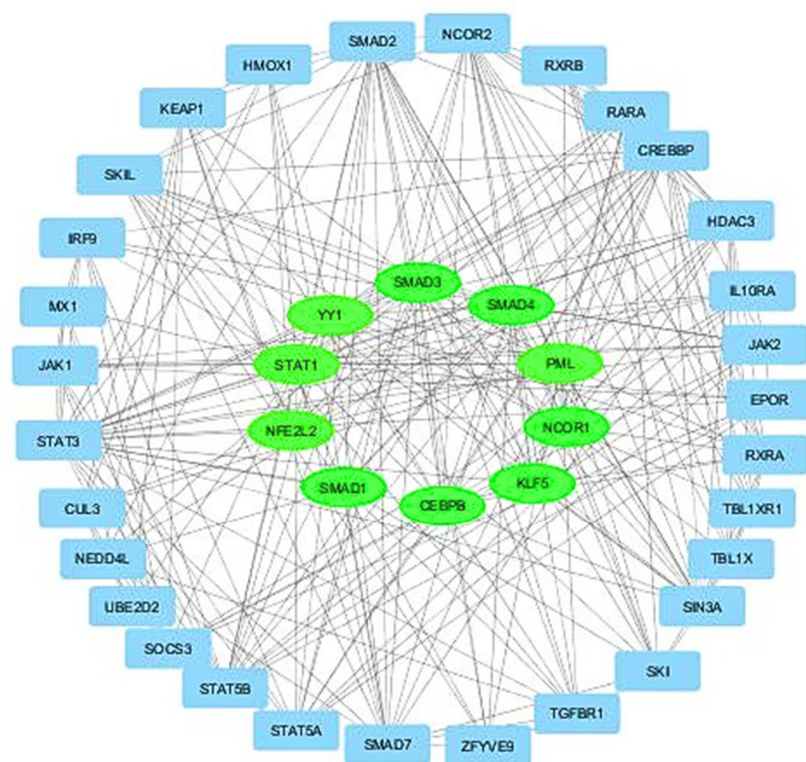 SMAD2
NCOR2
HMOX1
RXRB
KEAP1
RARA
CREBBP
SKIL
HDAC3
IRF9
SMAD3
IL10RA
MX1
YY1
SMAD4
JAK2
JAK1
STAT1
PML
EPOR
STAT3
NFE2L2
NCOR1
RXRA
SMAD1
CEBPB
KLF5
CUL3
TBL1XR1
NEDD4L
TBL1X
UBE2D2
SIN3A
SOCS3
SKI
STAT5B
TGFBR1
STAT5A
SMAD7
ZFYVE9